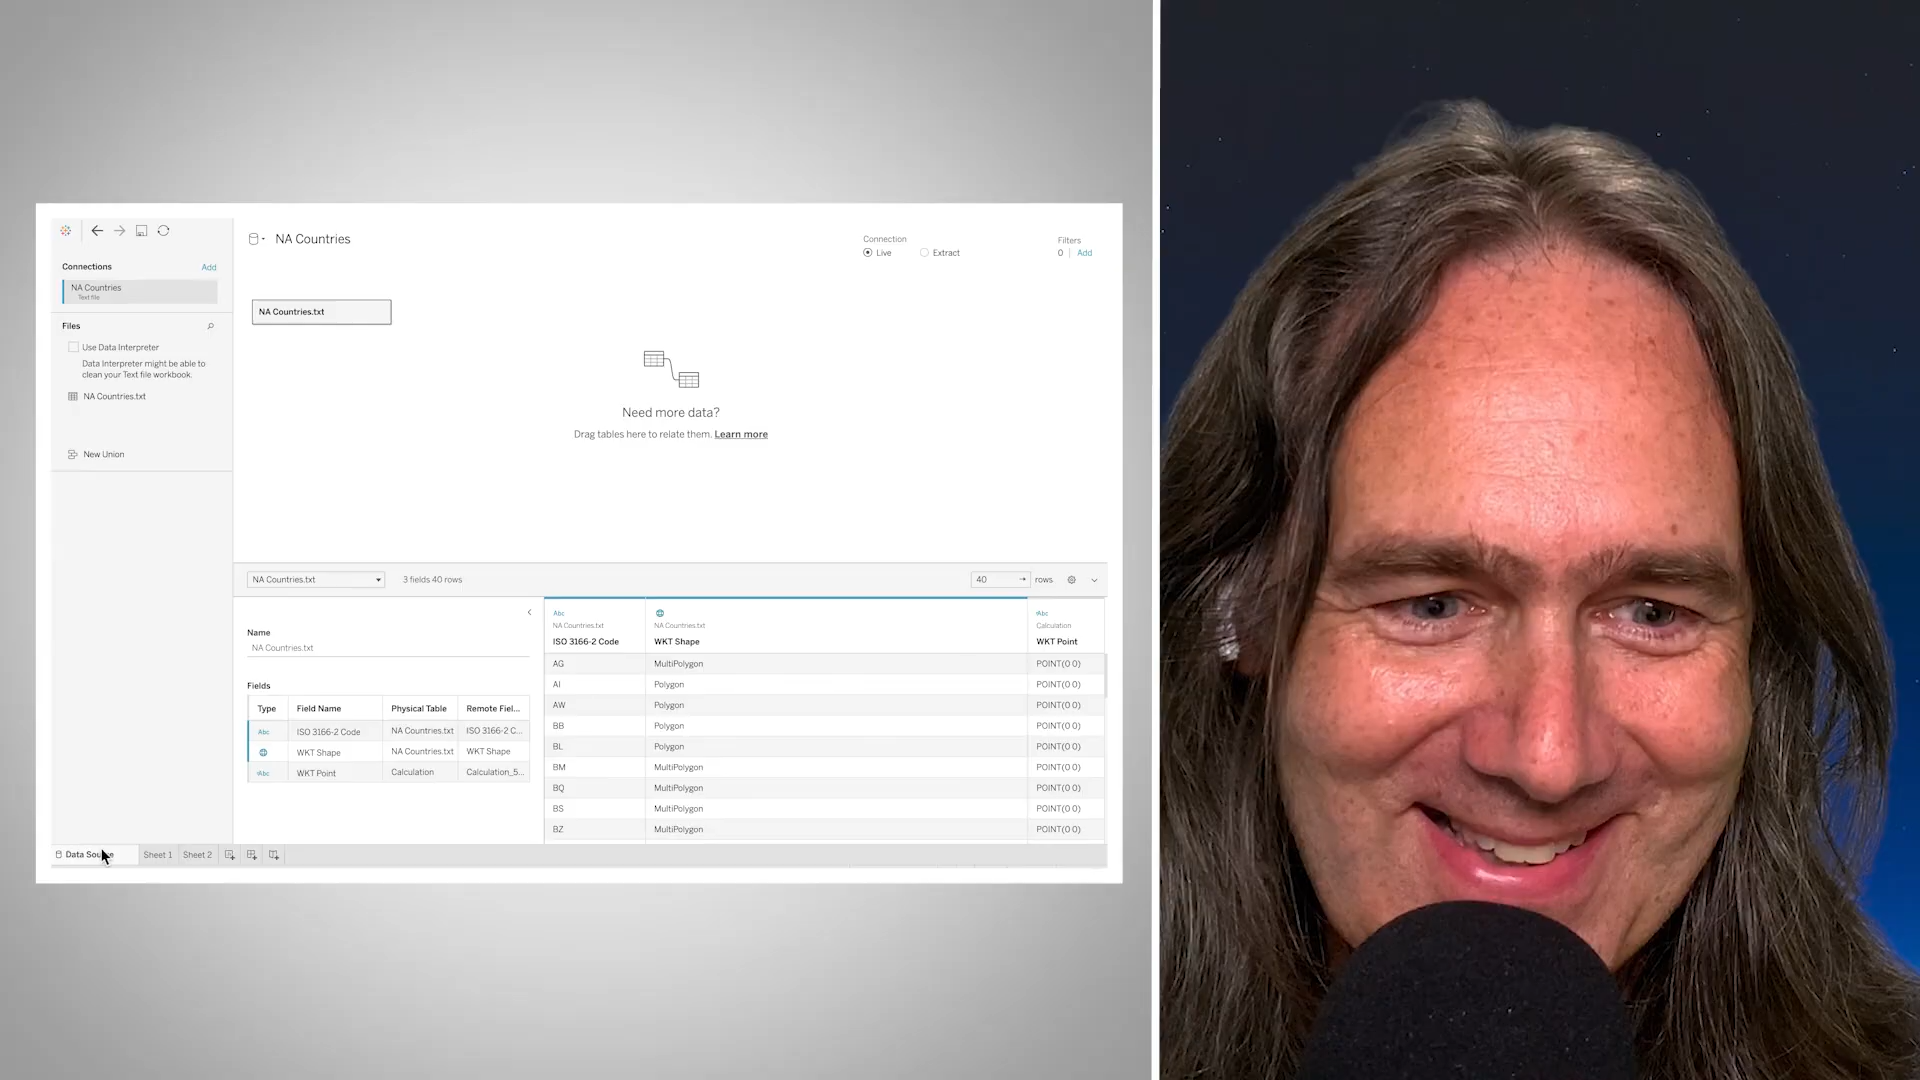 NA Countries
Connection
Live
Extract
Filters
0 | Add
Connections
Add
NA Countries
Text file
Files
Use Data Interpreter
Data Interpreter might be able to
clean your Text file workbook.
NA Countries.txt
New Union
NA Countries.txt
Need more data?
Drag tables here to relate them. Learn more
NA Countries.txt
3 fields 40 rows
40
rows
Name
NA Countries.txt
Fields
Type Field Name Physical Table Remote Fiel...
Abc ISO 3166-2 Code NA Countries.txt ISO 3166-2 C...
WKT Shape NA Countries.txt WKT Shape
=Abc WKT Point Calculation Calculation_5...
Abc =Abc
NA Countries.txt NA Countries.txt Calculation
ISO 3166-2 Code WKT Shape WKT Point
AG MultiPolygon POINT(0 0)
AI Polygon POINT(0 0)
AW Polygon POINT(0 0)
BB Polygon POINT(0 0)
BL Polygon POINT(0 0)
BM MultiPolygon POINT(0 0)
BQ MultiPolygon POINT(0 0)
BS MultiPolygon POINT(0 0)
BZ MultiPolygon POINT(0 0)
Data Source Sheet 1 Sheet 2